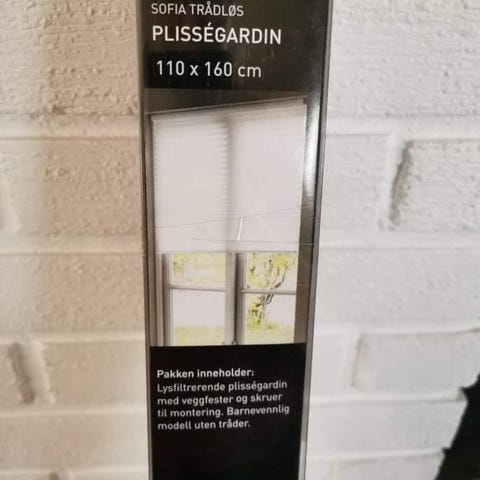 SOFIA TRÅDLØS
PLISSÉGARDIN
110 x 160 cm
Pakken inneholder:
Lysfiltrerende plisségardin
med veggfester og skruer
til montering. Barnevennlig
modell uten tråder.